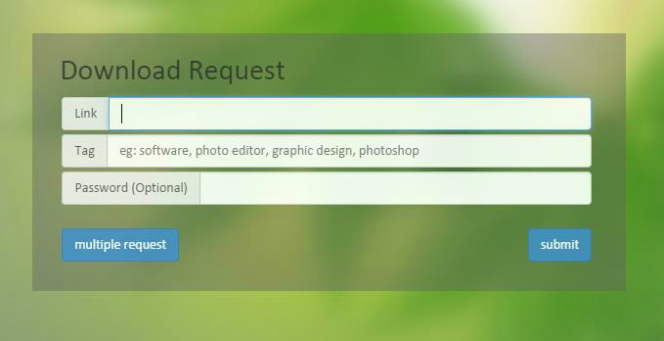 Download Request
Link
Tag eg: software, photo editor, graphic design, photoshop
Password (Optional)
multiple request submit